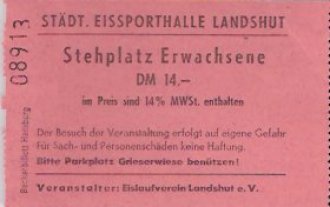 08913
STÄDT. EISSPORTHALLE LANDSHUT
Stehplatz Erwachsene
DM 14,–
im Preis sind 14% MWSt. enthalten
Der Besuch der Veranstaltung erfolgt auf eigene Gefahr
Für Sach- und Personenschäden keine Haftung.
Bitte Parkplatz Grieserwiese benützen!
Veranstalter: Eislaufverein Landshut e.V.
Hamburg